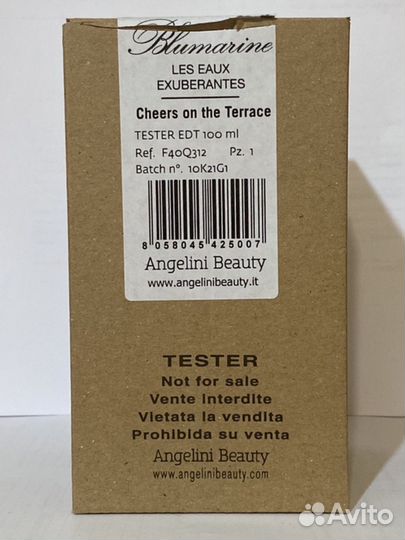 Blumarine
LES EAUX
EXUBERANTES
Cheers on the Terrace
TESTER EDT 100 ml
Ref. F40Q312 Pz. 1
Batch n°. 10K21G1
8 058045 425007
Angelini Beauty
www.angelinibeauty.it
TESTER
Not for sale
Vente interdite
Vietata la vendita
Prohibida su venta
Angelini Beauty
www.angelinibeauty.com
Avito